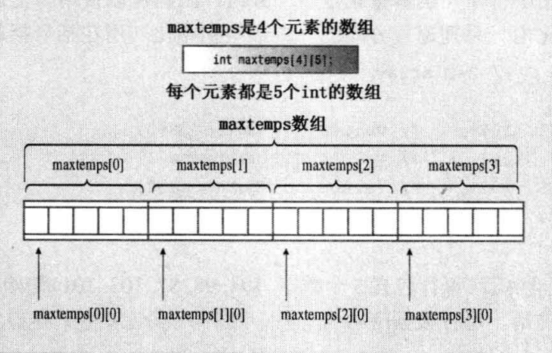 maxtemps是4个元素的数组
int maxtemps[4][5];
每个元素都是5个int的数组
maxtemps数组
maxtemps[0] maxtemps[1] maxtemps[2] maxtemps[3]
maxtemps[0][0] maxtemps[1][0] maxtemps[2][0] maxtemps[3][0]